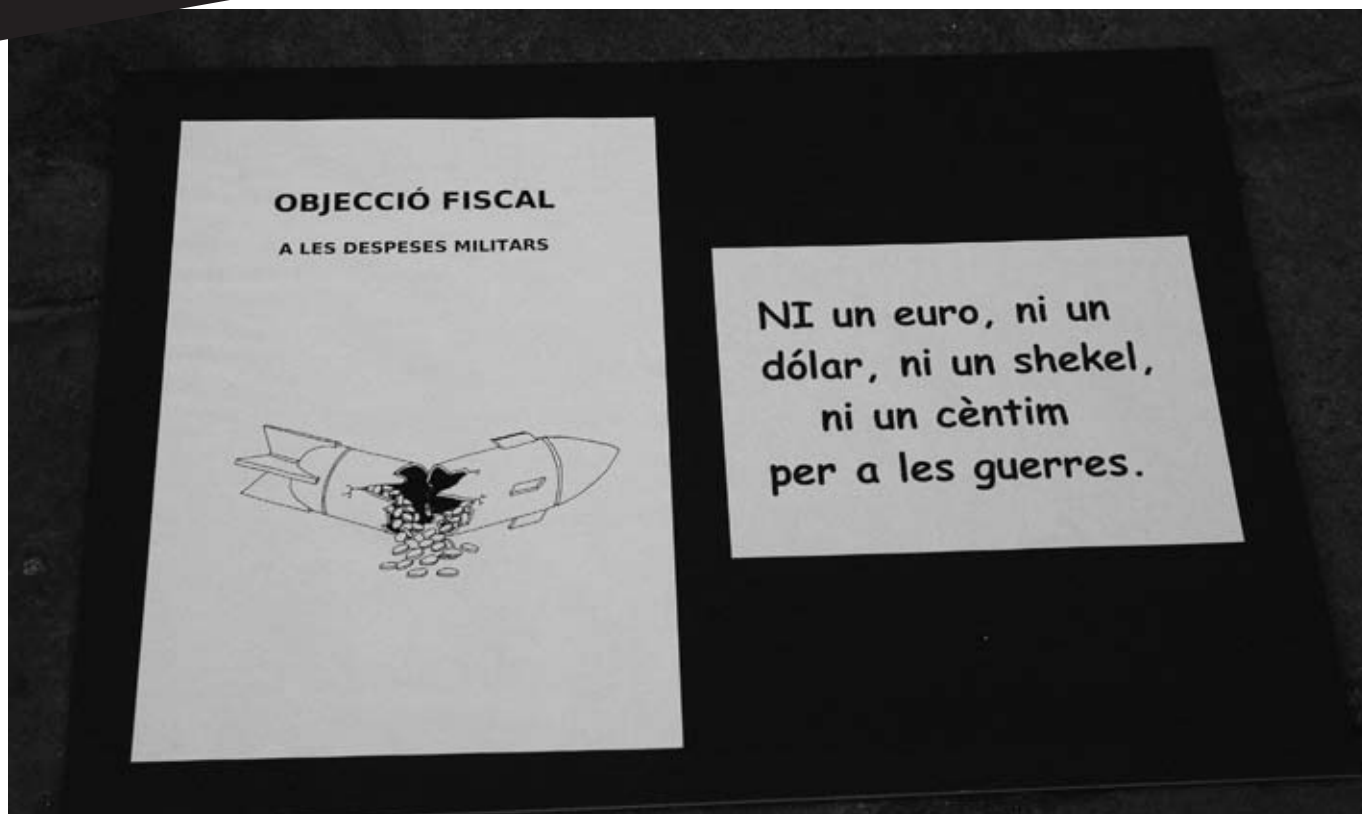 OBJECCIÓ FISCAL
A LES DESPESES MILITARS
NI un euro, ni un
dólar, ni un shekel,
ni un cèntim
per a les guerres.